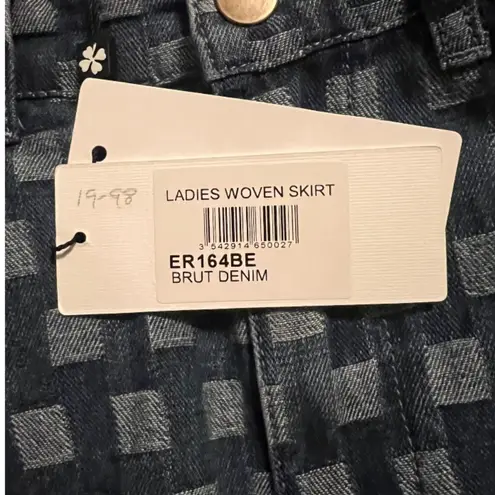 19-98
LADIES WOVEN SKIRT
3 542914 650027
ER164BE
BRUT DENIM